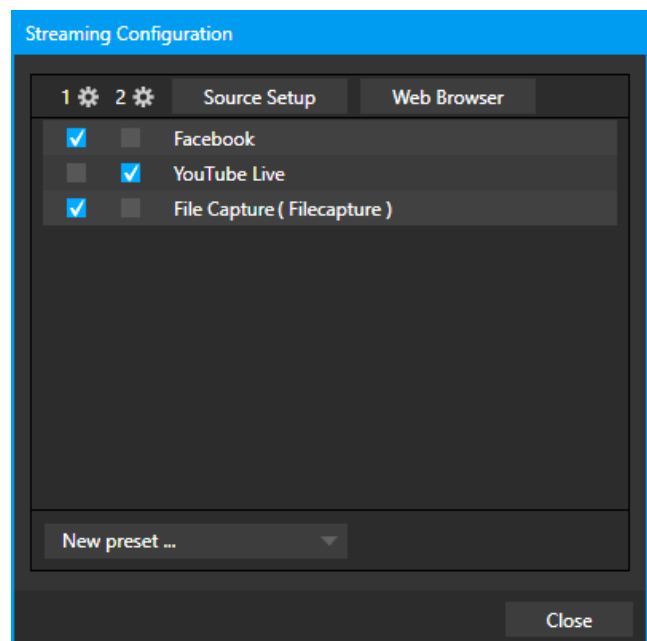 Streaming Configuration
1 2 Source Setup Web Browser
Facebook
YouTube Live
File Capture ( Filecapture )
New preset ...
Close